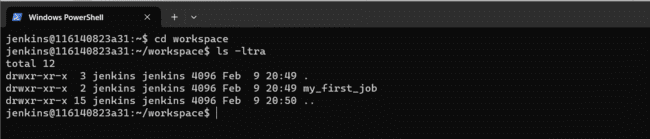 Windows PowerShell
jenkins@116140823a31:~$ cd workspace
jenkins@116140823a31:~/workspace$ ls -ltra
total 12
drwxr-xr-x  3 jenkins jenkins 4096 Feb  9 20:49 .
drwxr-xr-x  2 jenkins jenkins 4096 Feb  9 20:49 my_first_job
drwxr-xr-x 15 jenkins jenkins 4096 Feb  9 20:50 ..
jenkins@116140823a31:~/workspace$